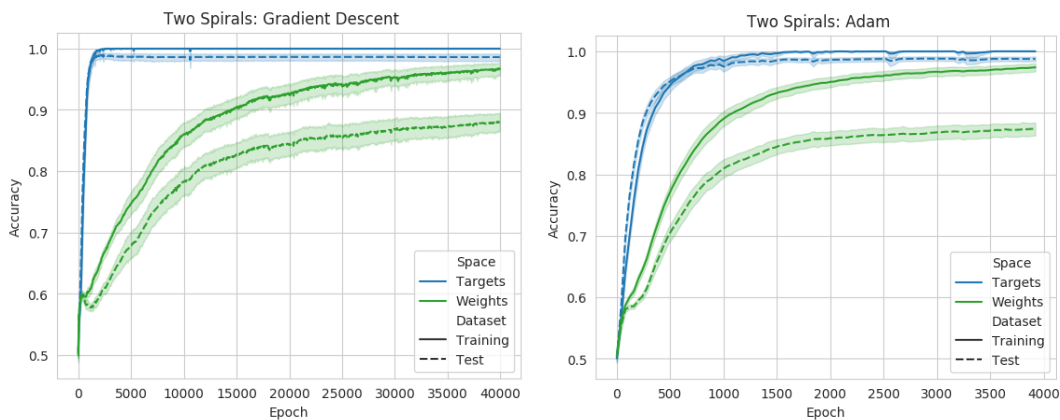 Two Spirals: Gradient Descent
Accuracy
1.0
0.9
0.8
0.7
0.6
0.5
0
5000
10000
15000
20000
25000
30000
35000
40000
Epoch
Space
Targets
Weights
Dataset
Training
Test
Two Spirals: Adam
Accuracy
1.0
0.9
0.8
0.7
0.6
0.5
0
500
1000
1500
2000
2500
3000
3500
4000
Epoch
Space
Targets
Weights
Dataset
Training
Test